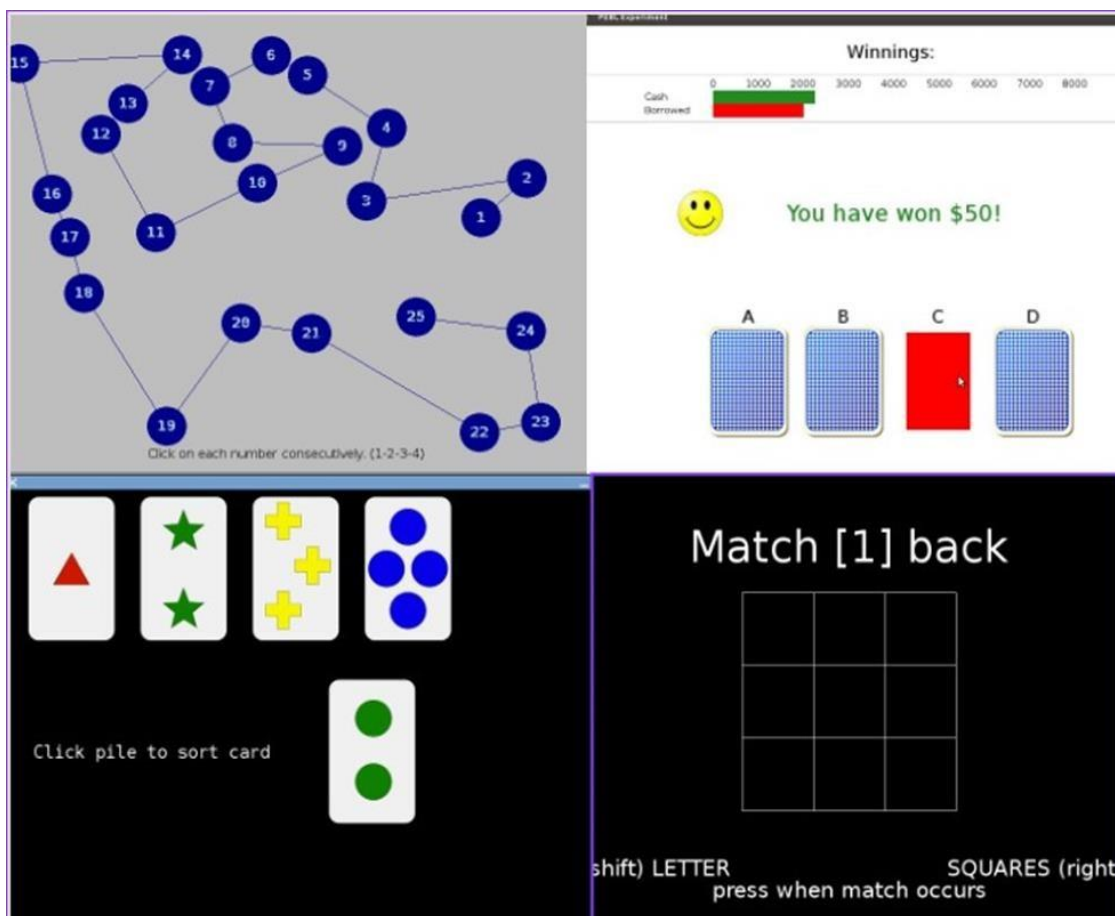 15 14 6 5 7 13 12 4 8 9 10 2 3 16 1 11 17 18 20 25 21 24 19 23 22
Click on each number consecutively. (1-2-3-4)
PEBL Experiment
Winnings:
0 1000 2000 3000 4000 5000 6000 7000 8000
Cash
Borrowed
You have won $50!
A B C D
Click pile to sort card
Match [1] back
shift) LETTER SQUARES (right
press when match occurs